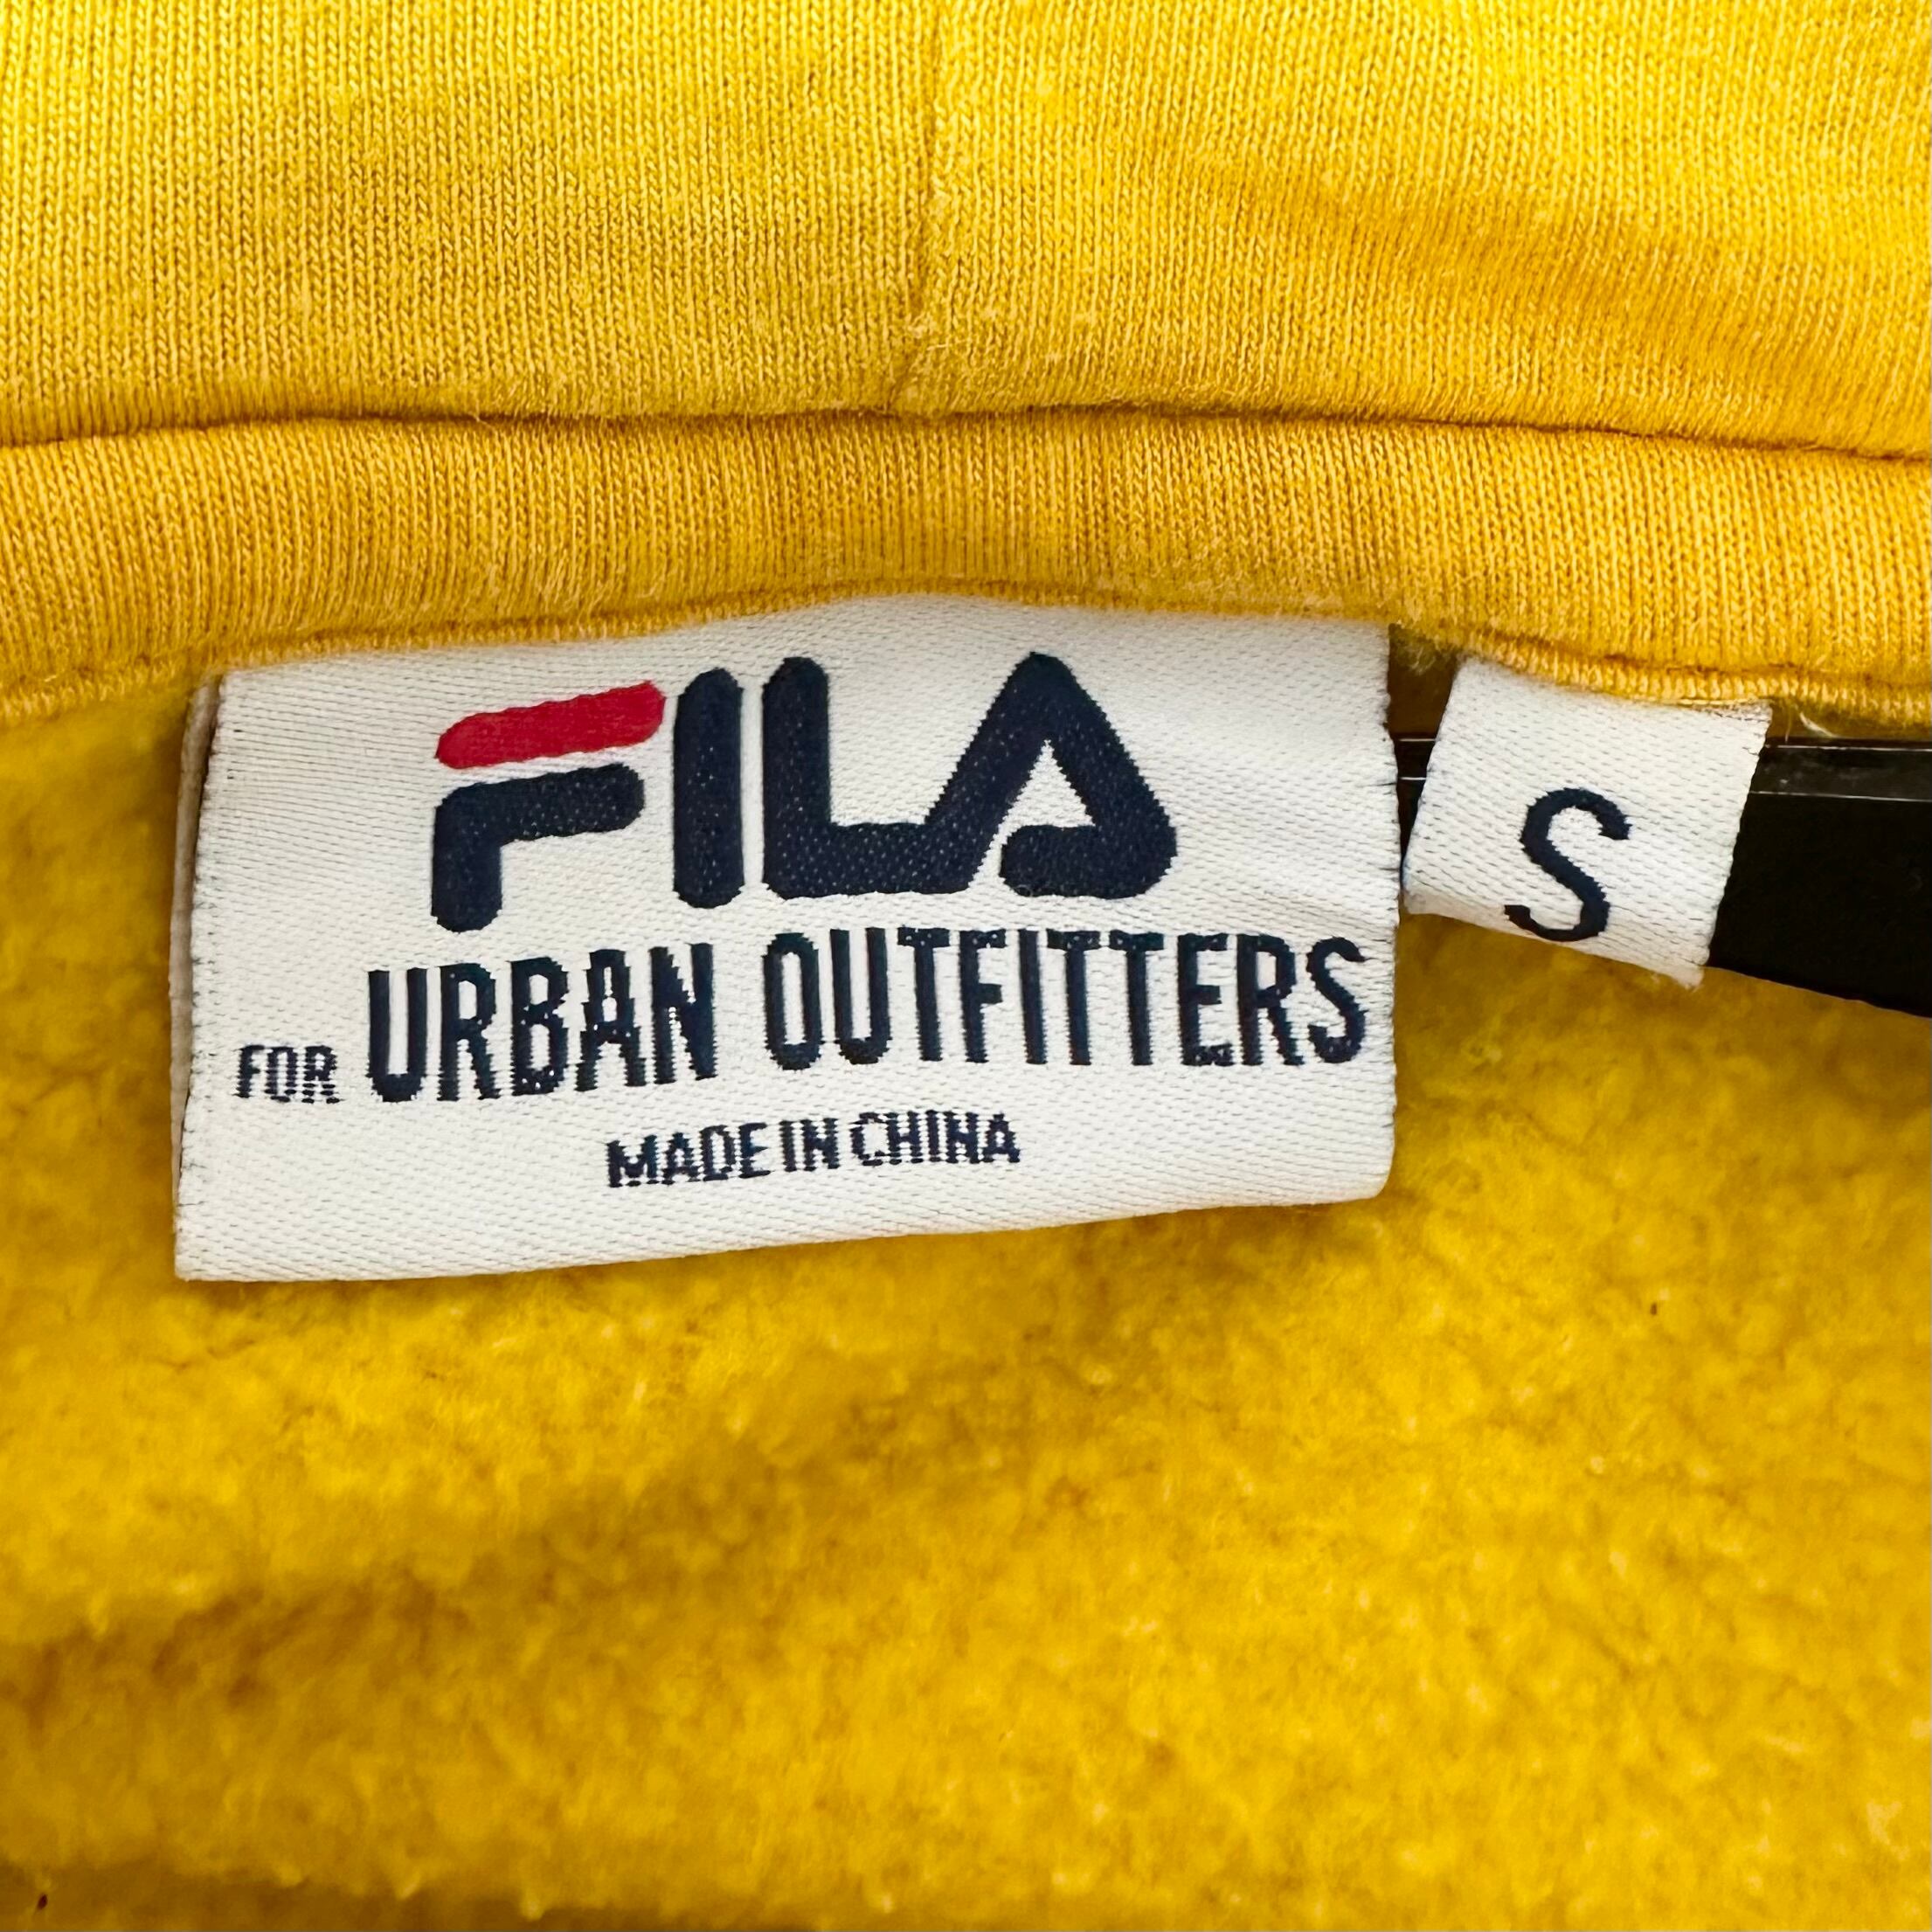 FILA
FOR URBAN OUTFITTERS
MADE IN CHINA
S